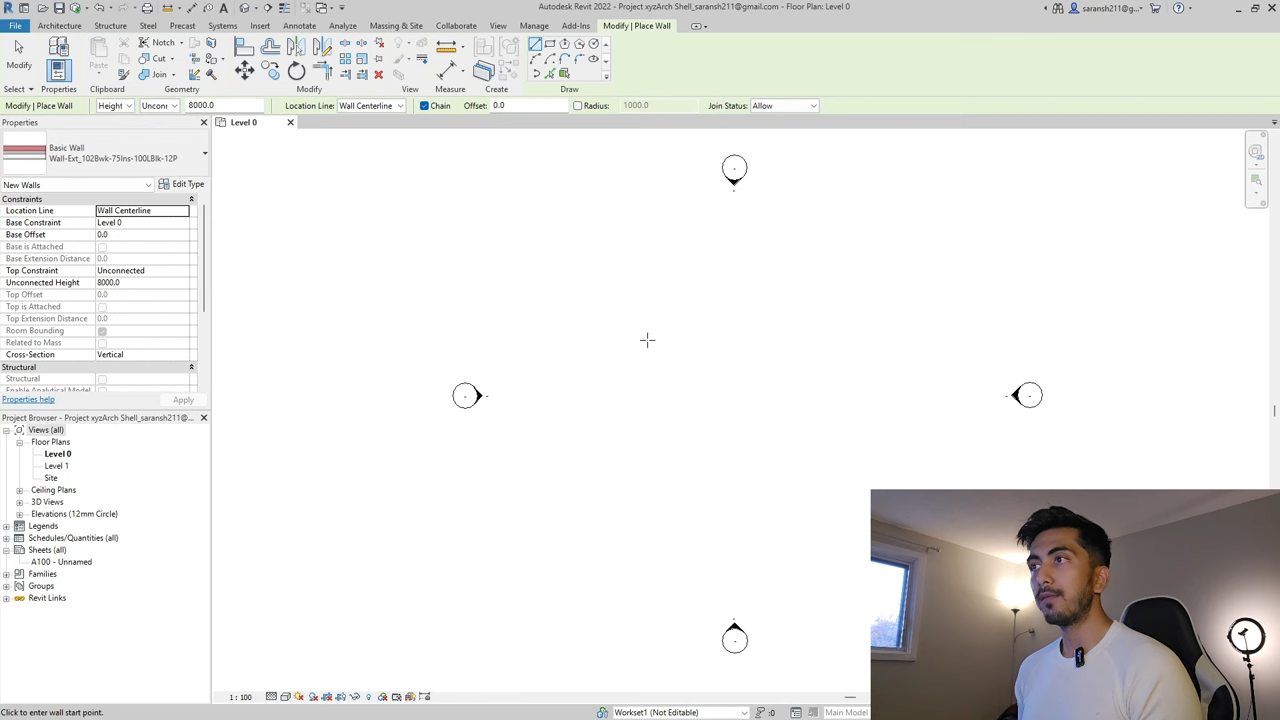 Autodesk Revit 2022 - Project xyzArch Shell_saransh211@gmail.com - Floor Plan: Level 0
saransh211@g...
File Architecture Structure Steel Precast Systems Insert Annotate Analyze Massing & Site Collaborate View Manage Add-Ins Modify | Place Wall
Modify Paste Notch
Cut
Join
Select Properties Clipboard Geometry Modify View Measure Create Draw
Modify | Place Wall Height Uncon 8000.0 Location Line: Wall Centerline Chain Offset: 0.0 Radius: 1000.0 Join Status: Allow
Properties
Level 0
Basic Wall
Wall-Ext_102Bwk-75Ins-100LBlk-12P
New Walls Edit Type
Constraints
Location Line Wall Centerline
Base Constraint Level 0
Base Offset 0.0
Base is Attached
Base Extension Distance 0.0
Top Constraint Unconnected
Unconnected Height 8000.0
Top Offset 0.0
Top is Attached
Top Extension Distance 0.0
Room Bounding
Related to Mass
Cross-Section Vertical
Structural
Structural
Enable Analytical Model
Properties help Apply
Project Browser - Project xyzArch Shell_saransh211@...
Views (all)
Floor Plans
Level 0
Level 1
Site
Ceiling Plans
3D Views
Elevations (12mm Circle)
Legends
Schedules/Quantities (all)
Sheets (all)
A100 - Unnamed
Families
Groups
Revit Links
1 : 100
Click to enter wall start point. Workset1 (Not Editable) :0 Main Model